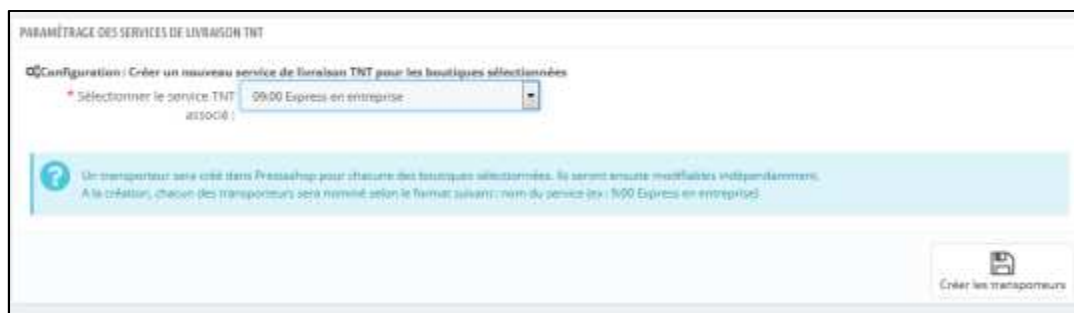 PARAMÉTRAGE DES SERVICES DE LIVRAISON TNT
Configuration : Créer un nouveau service de livraison TNT pour les boutiques sélectionnées
* Sélectionner le service TNT
associé :
09:00 Express en entreprise
Un transporteur sera créé dans Prestashop pour chacune des boutiques sélectionnées. Ils seront ensuite modifiables indépendamment.
A la création, chacun des transporteurs sera nommé selon le format suivant : nom du service (ex : 9:00 Express en entreprise)
Créer les transporteurs